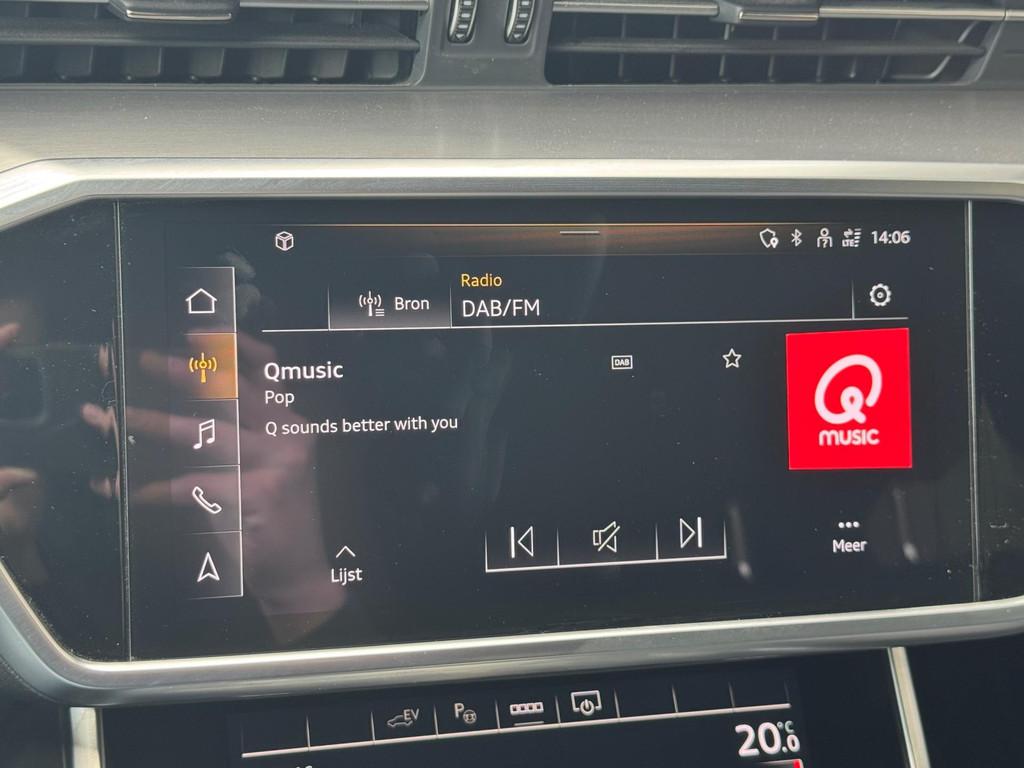 LTE
14:06
Radio
Bron
DAB/FM
Qmusic
DAB
Pop
Q sounds better with you
MUSIC
Lijst
Meer
EV
P
20.0 °C